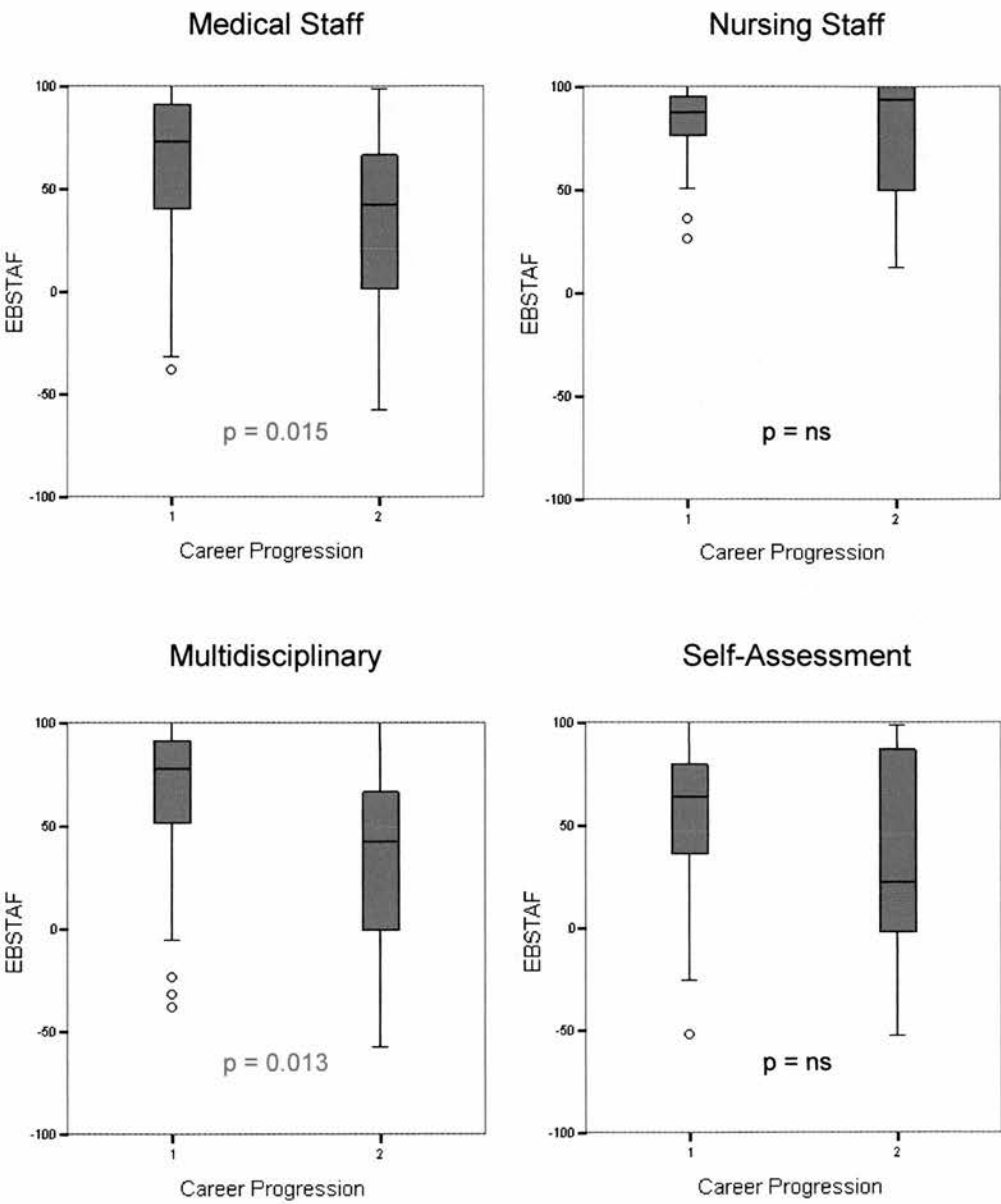 Medical Staff
Nursing Staff
100
50
0
-50
-100
EBSTAF
p = 0.015
1
2
Career Progression
100
50
0
-50
-100
EBSTAF
p = ns
1
2
Career Progression
Multidisciplinary
Self-Assessment
100
50
0
-50
-100
EBSTAF
p = 0.013
1
2
Career Progression
100
50
0
-50
-100
EBSTAF
p = ns
1
2
Career Progression